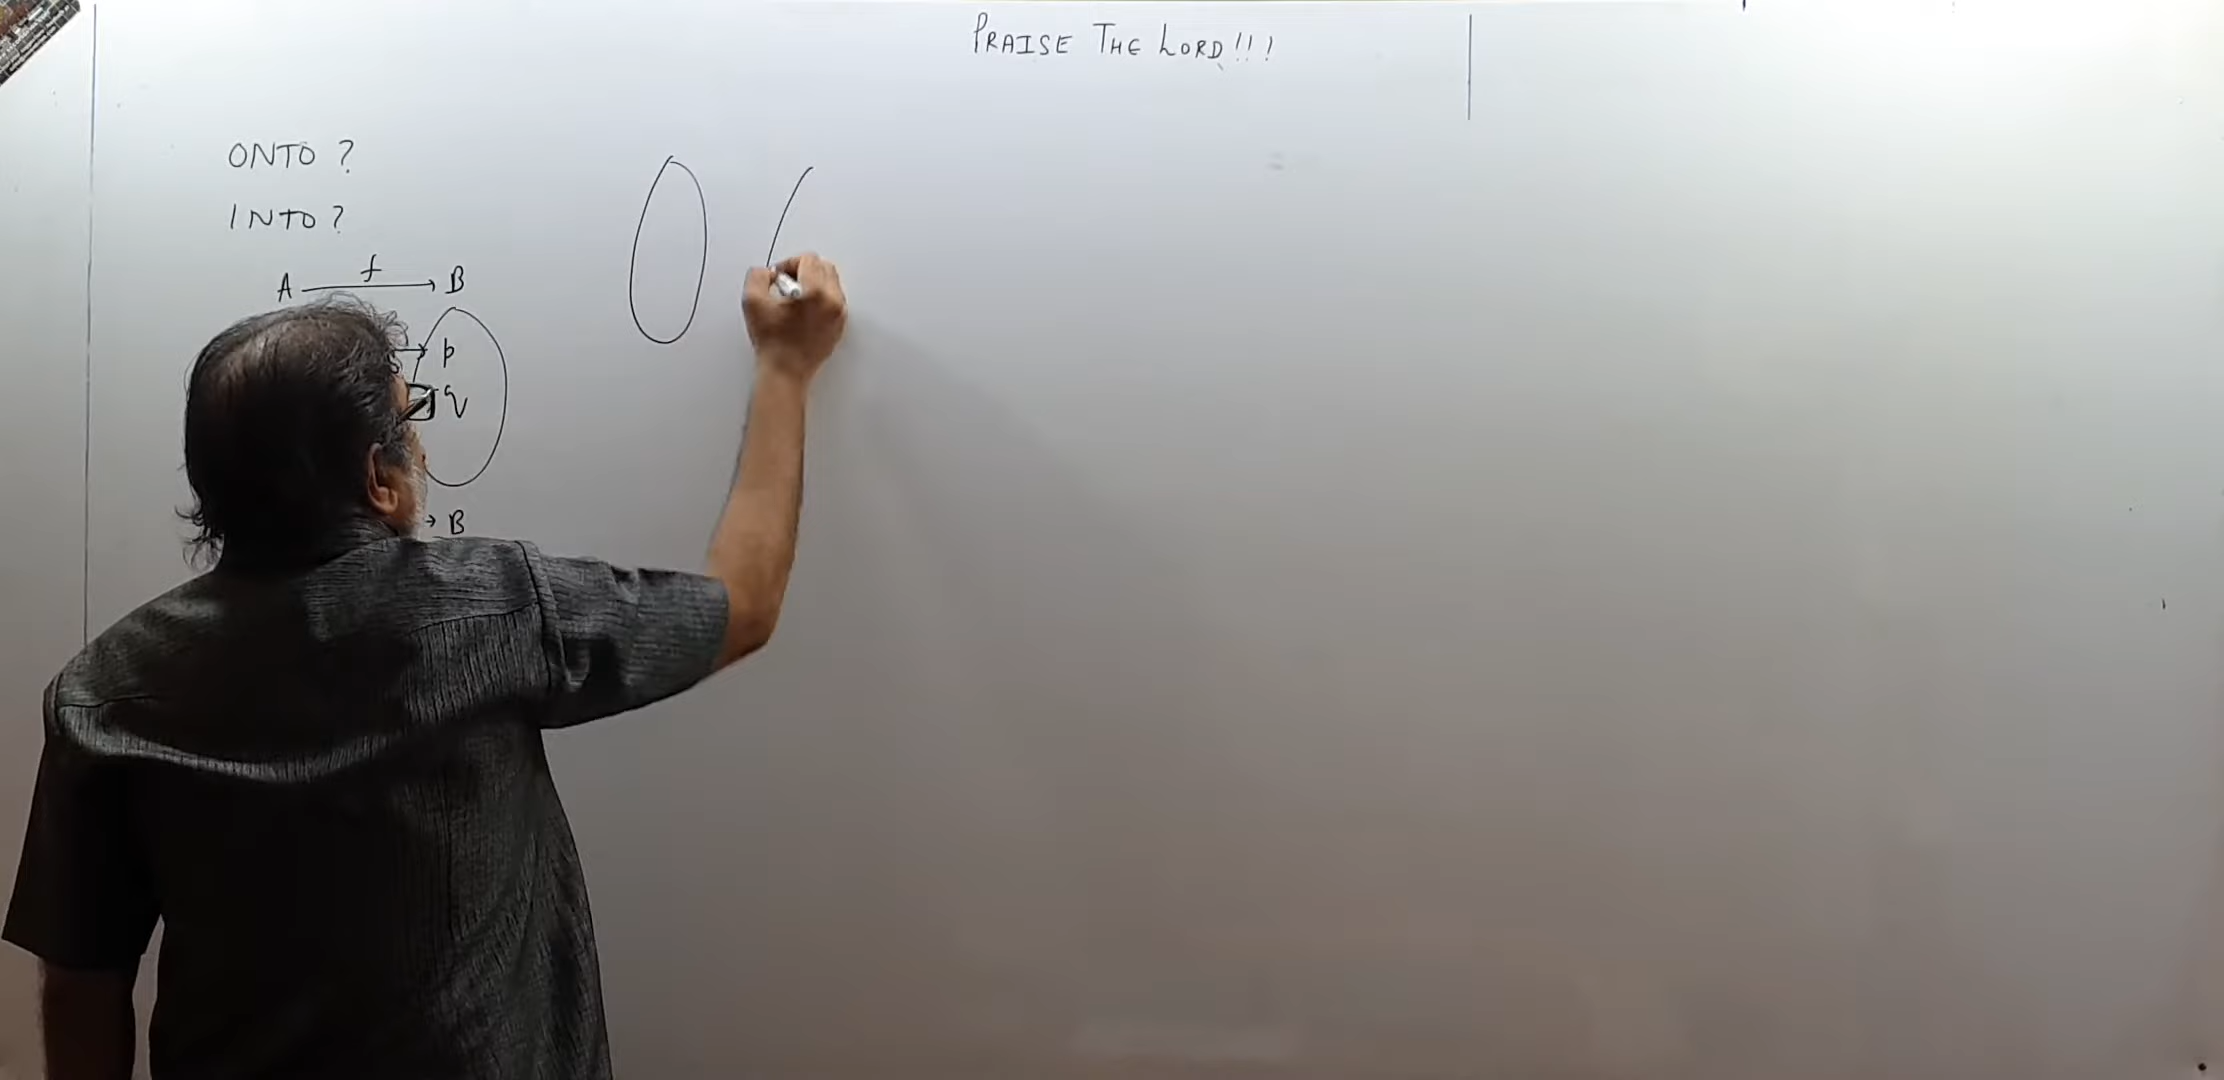 PRAISE THE LORD!!!
ONTO ?
INTO ?
f
A → B
p
q
→ B